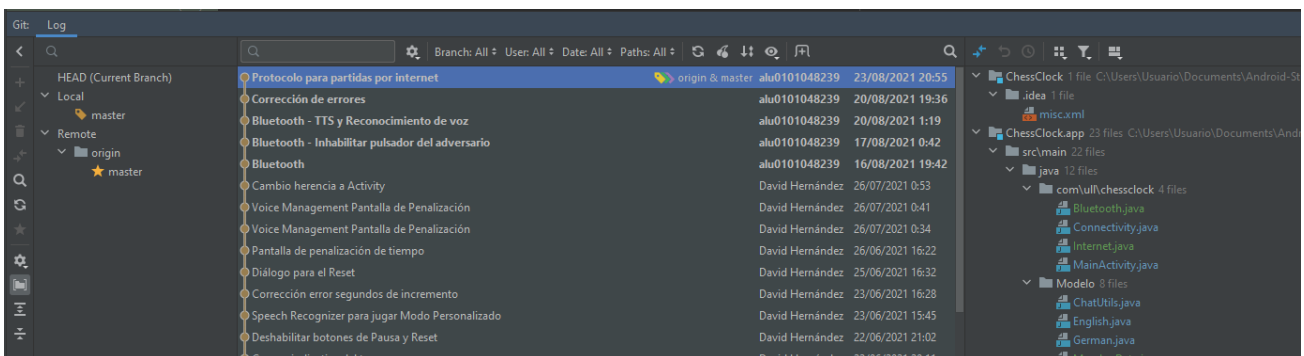 Git: Log
Branch: All User: All Date: All Paths: All
HEAD (Current Branch)
Local
master
Remote
origin
master
Protocolo para partidas por internet origin & master alu0101048239 23/08/2021 20:55
Corrección de errores alu0101048239 20/08/2021 19:36
Bluetooth - TTS y Reconocimiento de voz alu0101048239 20/08/2021 1:19
Bluetooth - Inhabilitar pulsador del adversario alu0101048239 17/08/2021 0:42
Bluetooth alu0101048239 16/08/2021 19:42
Cambio herencia a Activity David Hernández 26/07/2021 0:53
Voice Management Pantalla de Penalización David Hernández 26/07/2021 0:41
Voice Management Pantalla de Penalización David Hernández 26/07/2021 0:34
Pantalla de penalización de tiempo David Hernández 26/06/2021 16:22
Diálogo para el Reset David Hernández 25/06/2021 16:32
Corrección error segundos de incremento David Hernández 23/06/2021 16:28
Speech Recognizer para jugar Modo Personalizado David Hernández 23/06/2021 15:45
Deshabilitar botones de Pausa y Reset David Hernández 22/06/2021 21:02
ChessClock 1 file C:\Users\Usuario\Documents\Android-St
.idea 1 file
misc.xml
ChessClock.app 23 files C:\Users\Usuario\Documents\Andr
src\main 22 files
java 12 files
com\ull\chessclock 4 files
Bluetooth.java
Connectivity.java
Internet.java
MainActivity.java
Modelo 8 files
ChatUtils.java
English.java
German.java